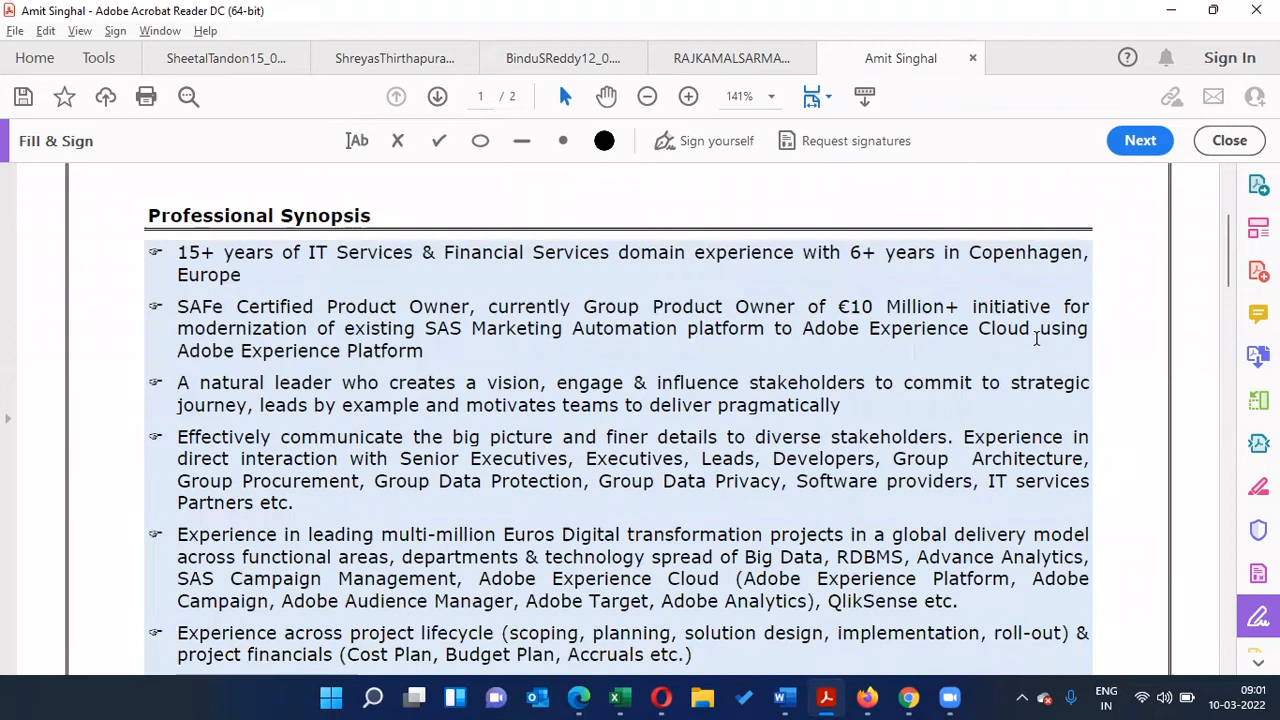 Amit Singhal - Adobe Acrobat Reader DC (64-bit)
File Edit View Sign Window Help
Home Tools SheetalTandon15_0... ShreyasThirthapura... BinduSReddy12_0.... RAJKAMALSARMA... Amit Singhal Sign In
1 / 2 141%
Fill & Sign Ab Sign yourself Request signatures Next Close
Professional Synopsis
15+ years of IT Services & Financial Services domain experience with 6+ years in Copenhagen,
Europe
SAFe Certified Product Owner, currently Group Product Owner of €10 Million+ initiative for
modernization of existing SAS Marketing Automation platform to Adobe Experience Cloud using
Adobe Experience Platform
A natural leader who creates a vision, engage & influence stakeholders to commit to strategic
journey, leads by example and motivates teams to deliver pragmatically
Effectively communicate the big picture and finer details to diverse stakeholders. Experience in
direct interaction with Senior Executives, Executives, Leads, Developers, Group Architecture,
Group Procurement, Group Data Protection, Group Data Privacy, Software providers, IT services
Partners etc.
Experience in leading multi-million Euros Digital transformation projects in a global delivery model
across functional areas, departments & technology spread of Big Data, RDBMS, Advance Analytics,
SAS Campaign Management, Adobe Experience Cloud (Adobe Experience Platform, Adobe
Campaign, Adobe Audience Manager, Adobe Target, Adobe Analytics), QlikSense etc.
Experience across project lifecycle (scoping, planning, solution design, implementation, roll-out) &
project financials (Cost Plan, Budget Plan, Accruals etc.)
ENG 09:01
IN 10-03-2022